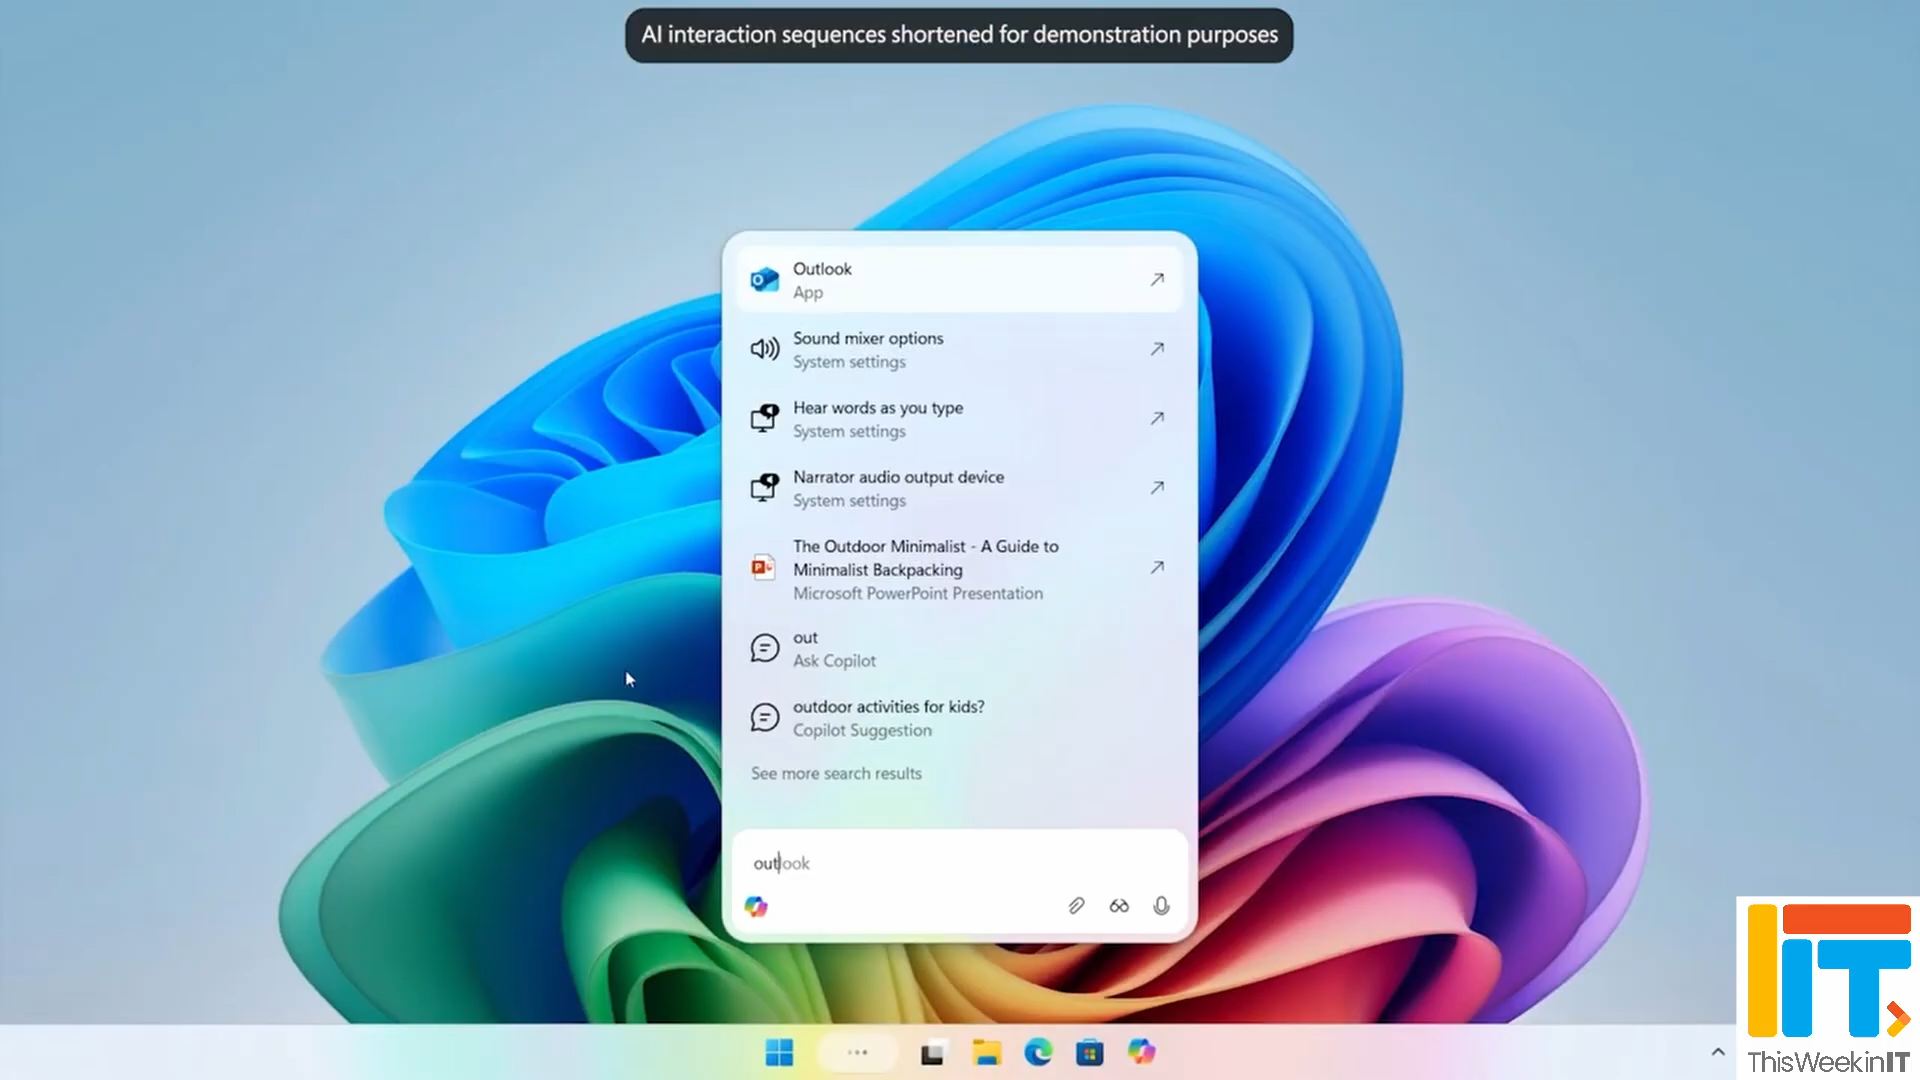 AI interaction sequences shortened for demonstration purposes
Outlook
App
Sound mixer options
System settings
Hear words as you type
System settings
Narrator audio output device
System settings
The Outdoor Minimalist - A Guide to
Minimalist Backpacking
Microsoft PowerPoint Presentation
out
Ask Copilot
outdoor activities for kids?
Copilot Suggestion
See more search results
outlook
IT
ThisWeekinIT